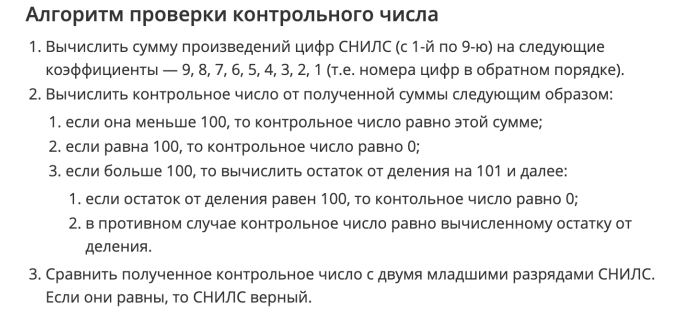 Алгоритм проверки контрольного числа
1. Вычислить сумму произведений цифр СНИЛС (с 1-й по 9-ю) на следующие
коэффициенты — 9, 8, 7, 6, 5, 4, 3, 2, 1 (т.е. номера цифр в обратном порядке).
2. Вычислить контрольное число от полученной суммы следующим образом:
1. если она меньше 100, то контрольное число равно этой сумме;
2. если равна 100, то контрольное число равно 0;
3. если больше 100, то вычислить остаток от деления на 101 и далее:
1. если остаток от деления равен 100, то контольное число равно 0;
2. в противном случае контрольное число равно вычисленному остатку от
деления.
3. Сравнить полученное контрольное число с двумя младшими разрядами СНИЛС.
Если они равны, то СНИЛС верный.